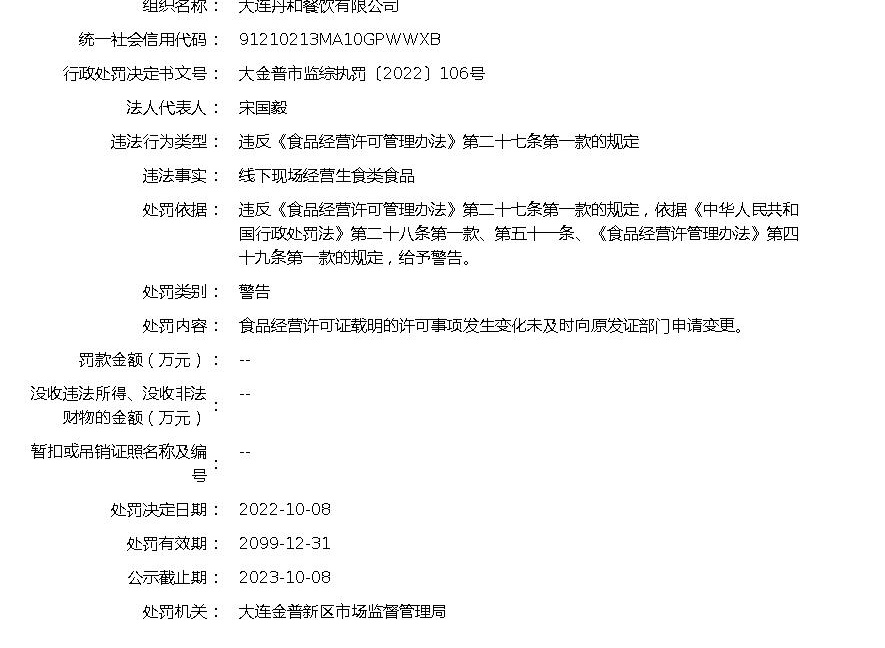 组织名称： 大连丹和餐饮有限公司
统一社会信用代码： 91210213MA10GPWWXB
行政处罚决定书文号： 大金普市监综执罚〔2022〕106号
法人代表人： 宋国毅
违法行为类型： 违反《食品经营许可管理办法》第二十七条第一款的规定
违法事实： 线下现场经营生食类食品
处罚依据： 违反《食品经营许可管理办法》第二十七条第一款的规定，依据《中华人民共和
国行政处罚法》第二十八条第一款、第五十一条、《食品经营许管理办法》第四
十九条第一款的规定，给予警告。
处罚类别： 警告
处罚内容： 食品经营许可证载明的许可事项发生变化未及时向原发证部门申请变更。
罚款金额（万元）： --
没收违法所得、没收非法
财物的金额（万元）： --
暂扣或吊销证照名称及编
号： --
处罚决定日期： 2022-10-08
处罚有效期： 2099-12-31
公示截止期： 2023-10-08
处罚机关： 大连金普新区市场监督管理局